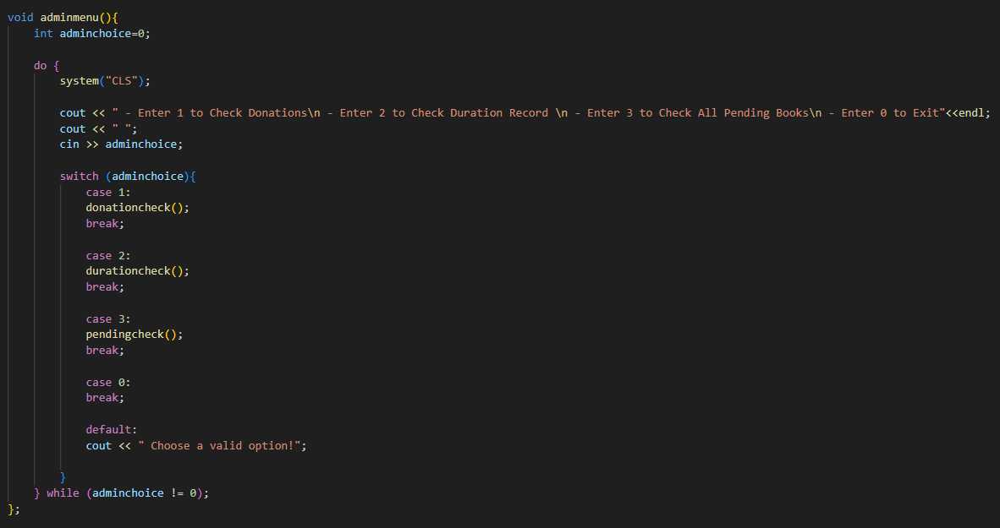 void adminmenu(){
    int adminchoice=0;

    do {
        system("CLS");

        cout << " - Enter 1 to Check Donations\n - Enter 2 to Check Duration Record \n - Enter 3 to Check All Pending Books\n - Enter 0 to Exit"<<endl;
        cout << " ";
        cin >> adminchoice;

        switch (adminchoice){
            case 1:
            donationcheck();
            break;

            case 2:
            durationcheck();
            break;

            case 3:
            pendingcheck();
            break;

            case 0:
            break;

            default:
            cout << " Choose a valid option!";

        }
    } while (adminchoice != 0);
};